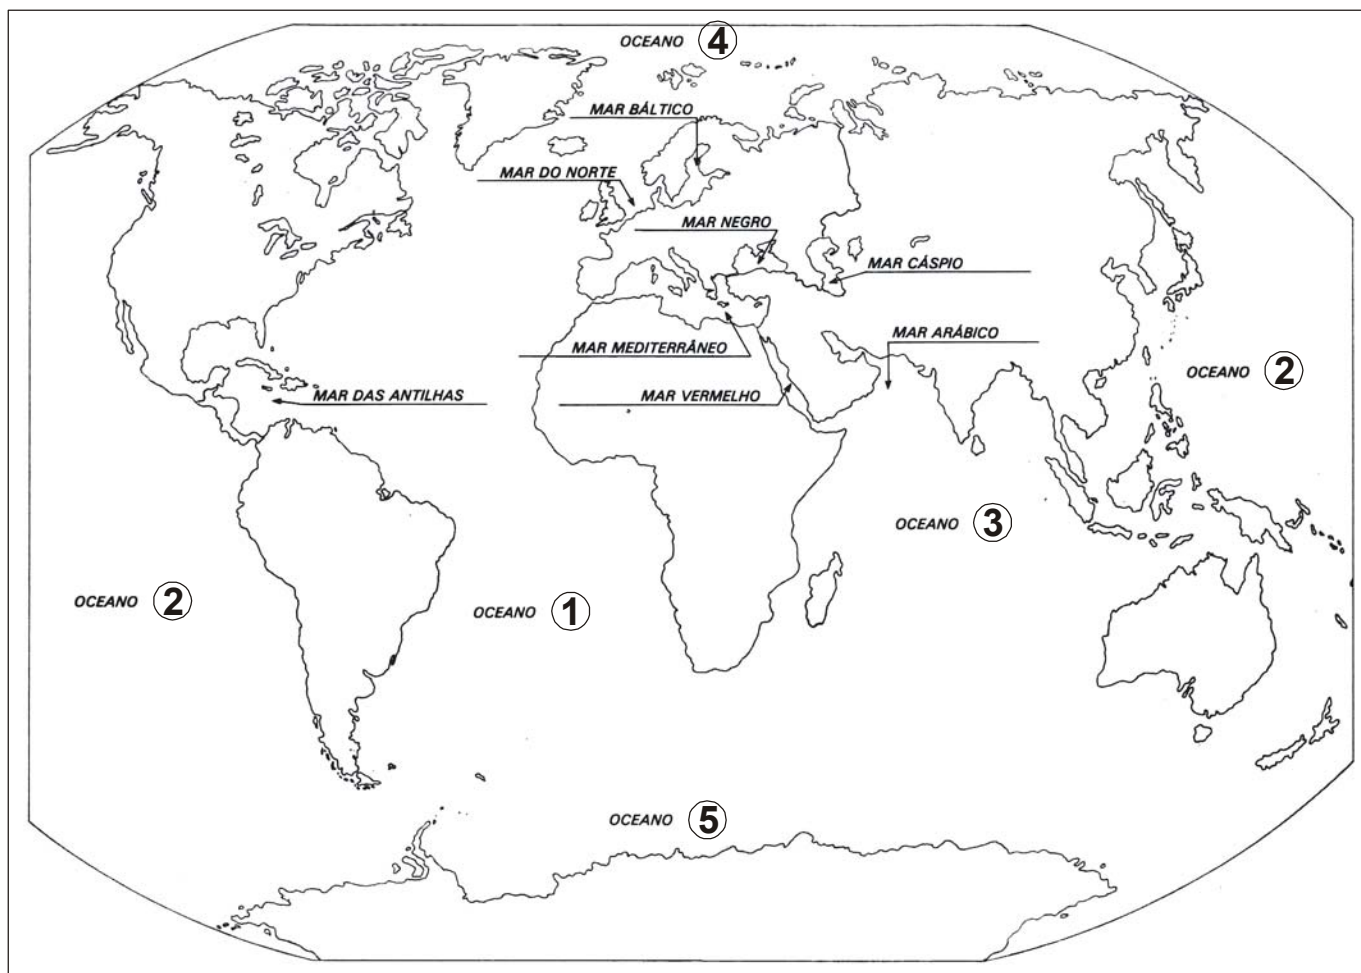 OCEANO 4
MAR BÁLTICO
MAR DO NORTE
MAR NEGRO
MAR CÁSPIO
MAR ARÁBICO
MAR MEDITERRÂNEO
OCEANO 2
MAR DAS ANTILHAS
MAR VERMELHO
OCEANO 3
OCEANO 2
OCEANO 1
OCEANO 5